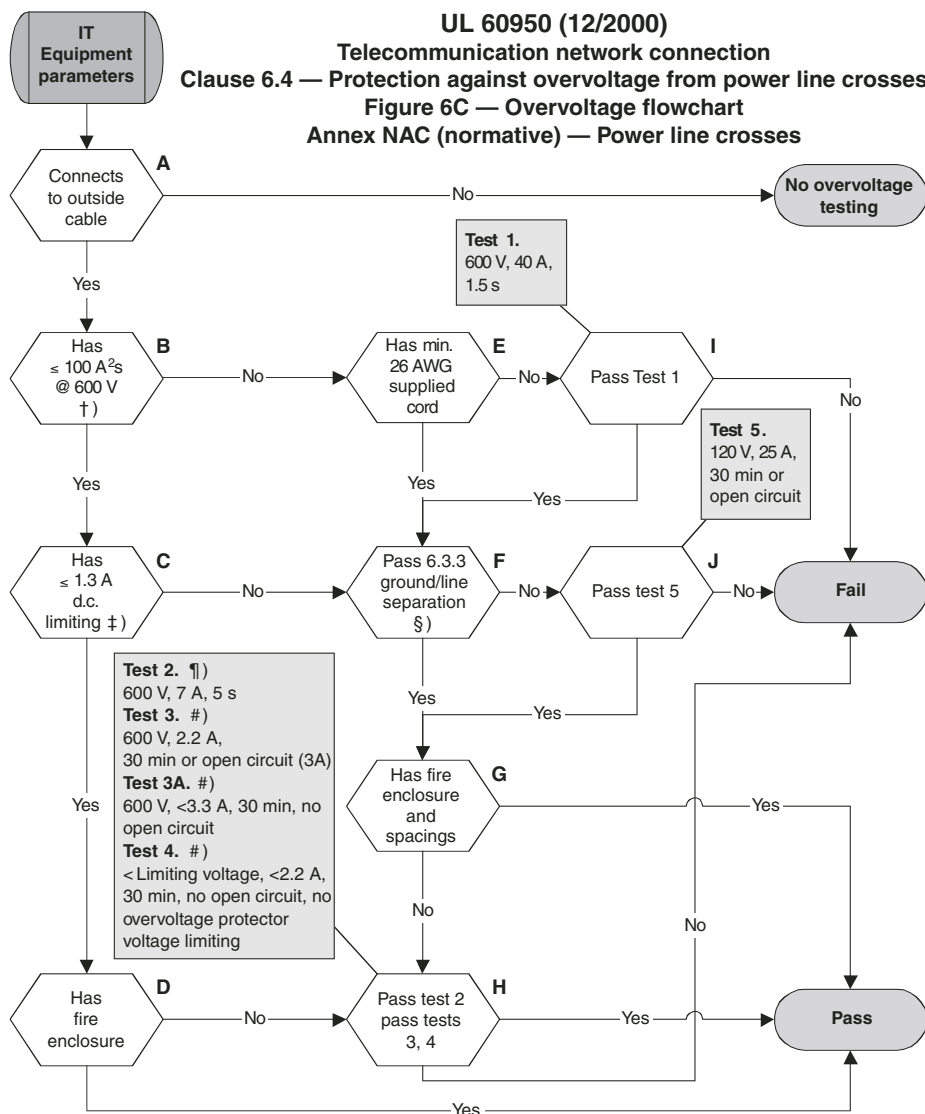 IT
Equipment
parameters
UL 60950 (12/2000)
Telecommunication network connection
Clause 6.4 — Protection against overvoltage from power line crosses
Figure 6C — Overvoltage flowchart
Annex NAC (normative) — Power line crosses
A
Connects
to outside
cable
No
No overvoltage
testing
Yes
Test 1.
600 V, 40 A,
1.5 s
B
Has
≤ 100 A²s
@ 600 V
† )
No
E
Has min.
26 AWG
supplied
cord
No
I
Pass Test 1
No
Yes
Yes
Yes
Test 5.
120 V, 25 A,
30 min or
open circuit
C
Has
≤ 1.3 A
d.c.
limiting ‡ )
No
F
Pass 6.3.3
ground/line
separation
§ )
No
J
Pass test 5
No
Fail
Yes
Yes
Yes
No
Test 2. ¶ )
600 V, 7 A, 5 s
Test 3. # )
600 V, 2.2 A,
30 min or open circuit (3A)
Test 3A. # )
600 V, <3.3 A, 30 min, no
open circuit
Test 4. # )
< Limiting voltage, <2.2 A,
30 min, no open circuit, no
overvoltage protector
voltage limiting
G
Has fire
enclosure
and
spacings
Yes
No
D
Has
fire
enclosure
No
H
Pass test 2
pass tests
3, 4
Yes
Pass
Yes